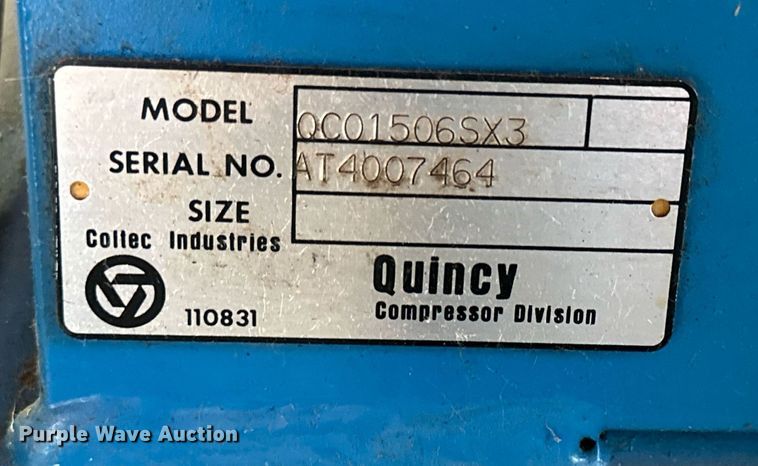 MODEL QC01506SX3
SERIAL NO. AT4007464
SIZE
Coltec Industries
Quincy
Compressor Division
110831
Purple Wave Auction